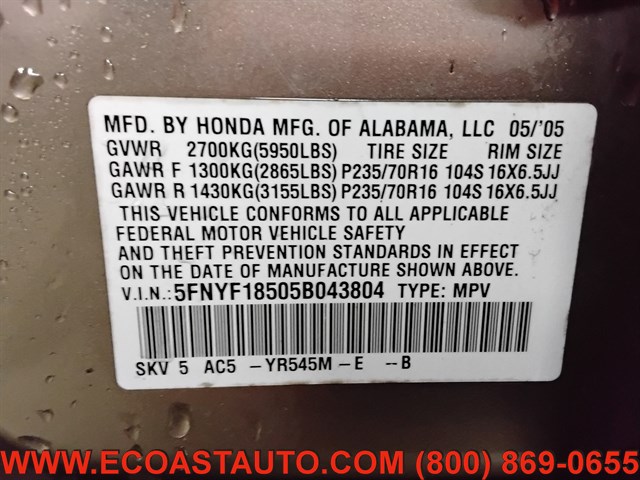 MFD. BY HONDA MFG. OF ALABAMA, LLC 05/'05
GVWR 2700KG(5950LBS) TIRE SIZE RIM SIZE
GAWR F 1300KG(2865LBS) P235/70R16 104S 16X6.5JJ
GAWR R 1430KG(3155LBS) P235/70R16 104S 16X6.5JJ
THIS VEHICLE CONFORMS TO ALL APPLICABLE
FEDERAL MOTOR VEHICLE SAFETY
AND THEFT PREVENTION STANDARDS IN EFFECT
ON THE DATE OF MANUFACTURE SHOWN ABOVE.
V.I.N.: 5FNYF18505B043804 TYPE: MPV
SKV 5 AC5 -YR545M-E --B
WWW.ECOASTAUTO.COM (800) 869-0655